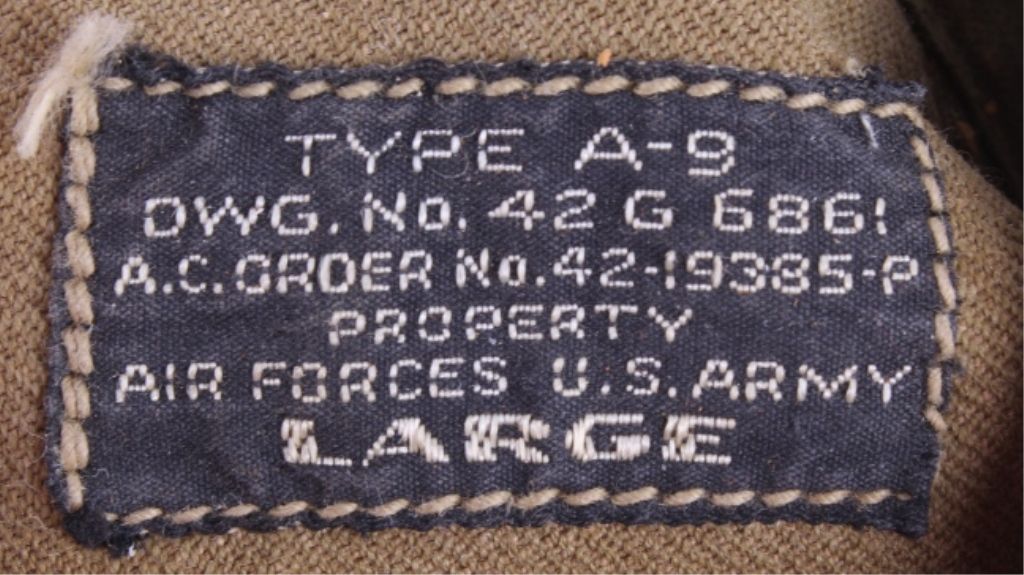 TYPE A-9
DWG. No. 42 G 6861
A.C. ORDER No. 42-19385-P
PROPERTY
AIR FORCES U.S. ARMY
LARGE